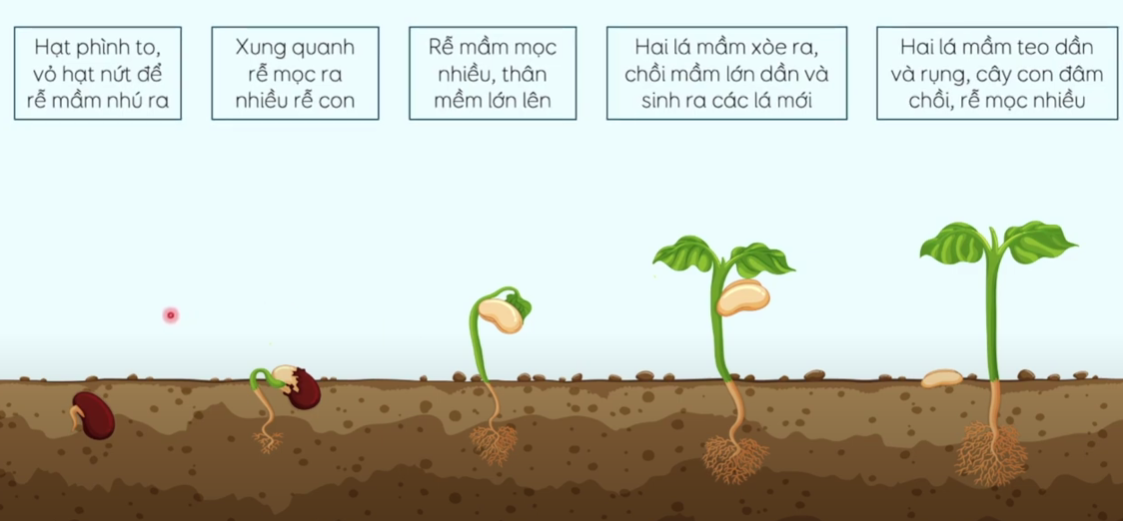 Hạt phình to,
vỏ hạt nứt để
rễ mầm nhú ra
Xung quanh
rễ mọc ra
nhiều rễ con
Rễ mầm mọc
nhiều, thân
mềm lớn lên
Hai lá mầm xòe ra,
chồi mầm lớn dần và
sinh ra các lá mới
Hai lá mầm teo dần
và rụng, cây con đâm
chồi, rễ mọc nhiều